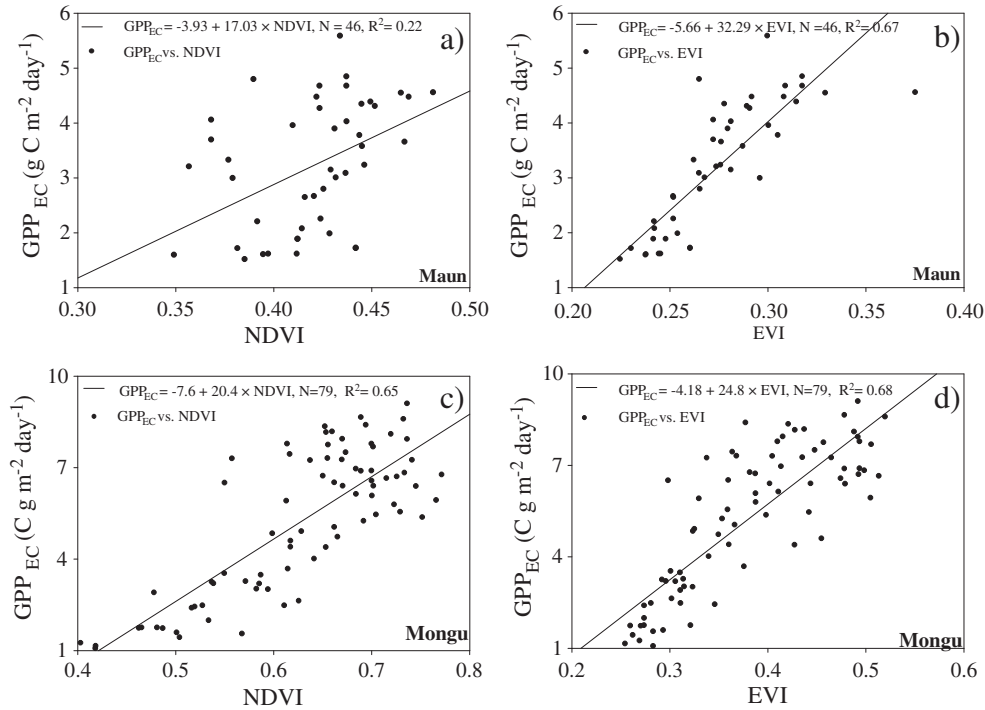 GPP_EC = -3.93 + 17.03 × NDVI, N = 46, R² = 0.22
GPP_EC vs. NDVI
a)
GPP_EC (g C m⁻² day⁻¹)
6
5
4
3
2
1
Maun
0.30 0.35 0.40 0.45 0.50
NDVI
GPP_EC = -5.66 + 32.29 × EVI, N =46, R² = 0.67
GPP_EC vs. EVI
b)
GPP_EC (g C m⁻² day⁻¹)
6
5
4
3
2
1
Maun
0.20 0.25 0.30 0.35 0.40
EVI
GPP_EC = -7.6 + 20.4 × NDVI, N=79, R² = 0.65
GPP_EC vs. NDVI
c)
GPP_EC (C g m⁻² day⁻¹)
10
7
4
1
Mongu
0.4 0.5 0.6 0.7 0.8
NDVI
GPP_EC = -4.18 + 24.8 × EVI, N=79, R² = 0.68
GPP_EC vs. EVI
d)
GPP_EC (C g m⁻² day⁻¹)
10
7
4
1
Mongu
0.2 0.3 0.4 0.5 0.6
EVI